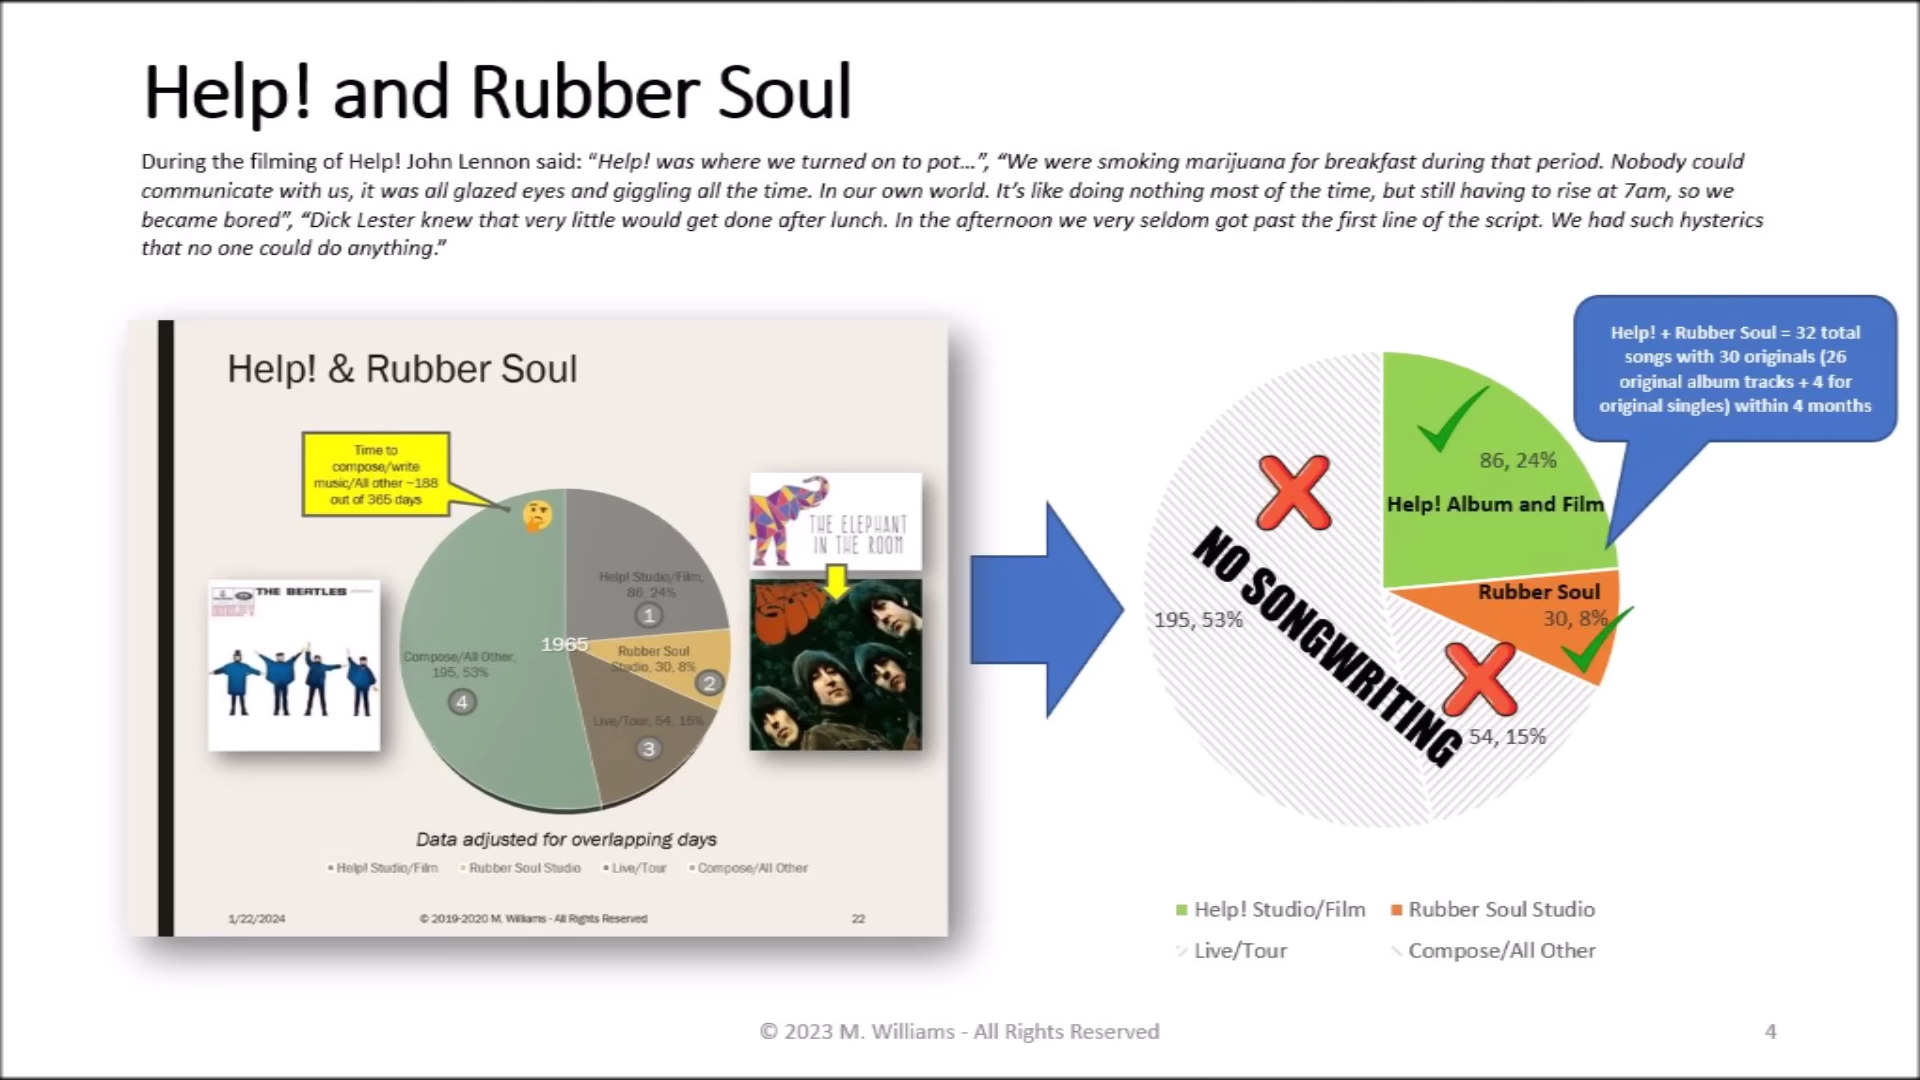 Help! and Rubber Soul
During the filming of Help! John Lennon said: “Help! was where we turned on to pot…”, “We were smoking marijuana for breakfast during that period. Nobody could
communicate with us, it was all glazed eyes and giggling all the time. In our own world. It’s like doing nothing most of the time, but still having to rise at 7am, so we
became bored”, “Dick Lester knew that very little would get done after lunch. In the afternoon we very seldom got past the first line of the script. We had such hysterics
that no one could do anything.”
Help! & Rubber Soul
Time to
compose/write
music/All other ~188
out of 365 days
THE ELEPHANT
IN THE ROOM
THE BEATLES
HELP!
Help! Studio/Film,
86, 24%
1
1965
Rubber Soul
Studio, 30, 8%
2
Compose/All Other,
195, 53%
4
Live/Tour, 54, 15%
3
Data adjusted for overlapping days
Help! Studio/Film
Rubber Soul Studio
Live/Tour
Compose/All Other
1/22/2024
© 2019-2020 M. Williams - All Rights Reserved
22
Help! + Rubber Soul = 32 total
songs with 30 originals (26
original album tracks + 4 for
original singles) within 4 months
86, 24%
Help! Album and Film
Rubber Soul
30, 8%
195, 53%
NO SONGWRITING
54, 15%
Help! Studio/Film
Rubber Soul Studio
Live/Tour
Compose/All Other
© 2023 M. Williams - All Rights Reserved
4